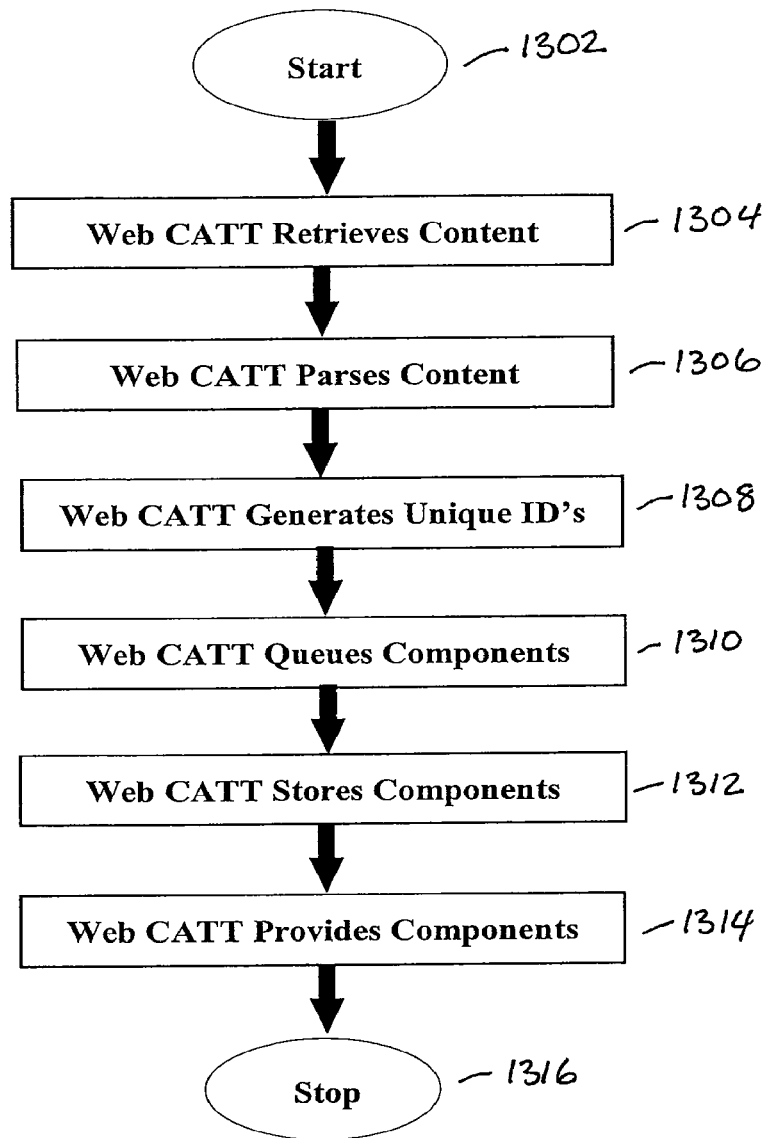 Start 1302
Web CATT Retrieves Content 1304
Web CATT Parses Content 1306
Web CATT Generates Unique ID's 1308
Web CATT Queues Components 1310
Web CATT Stores Components 1312
Web CATT Provides Components 1314
Stop 1316